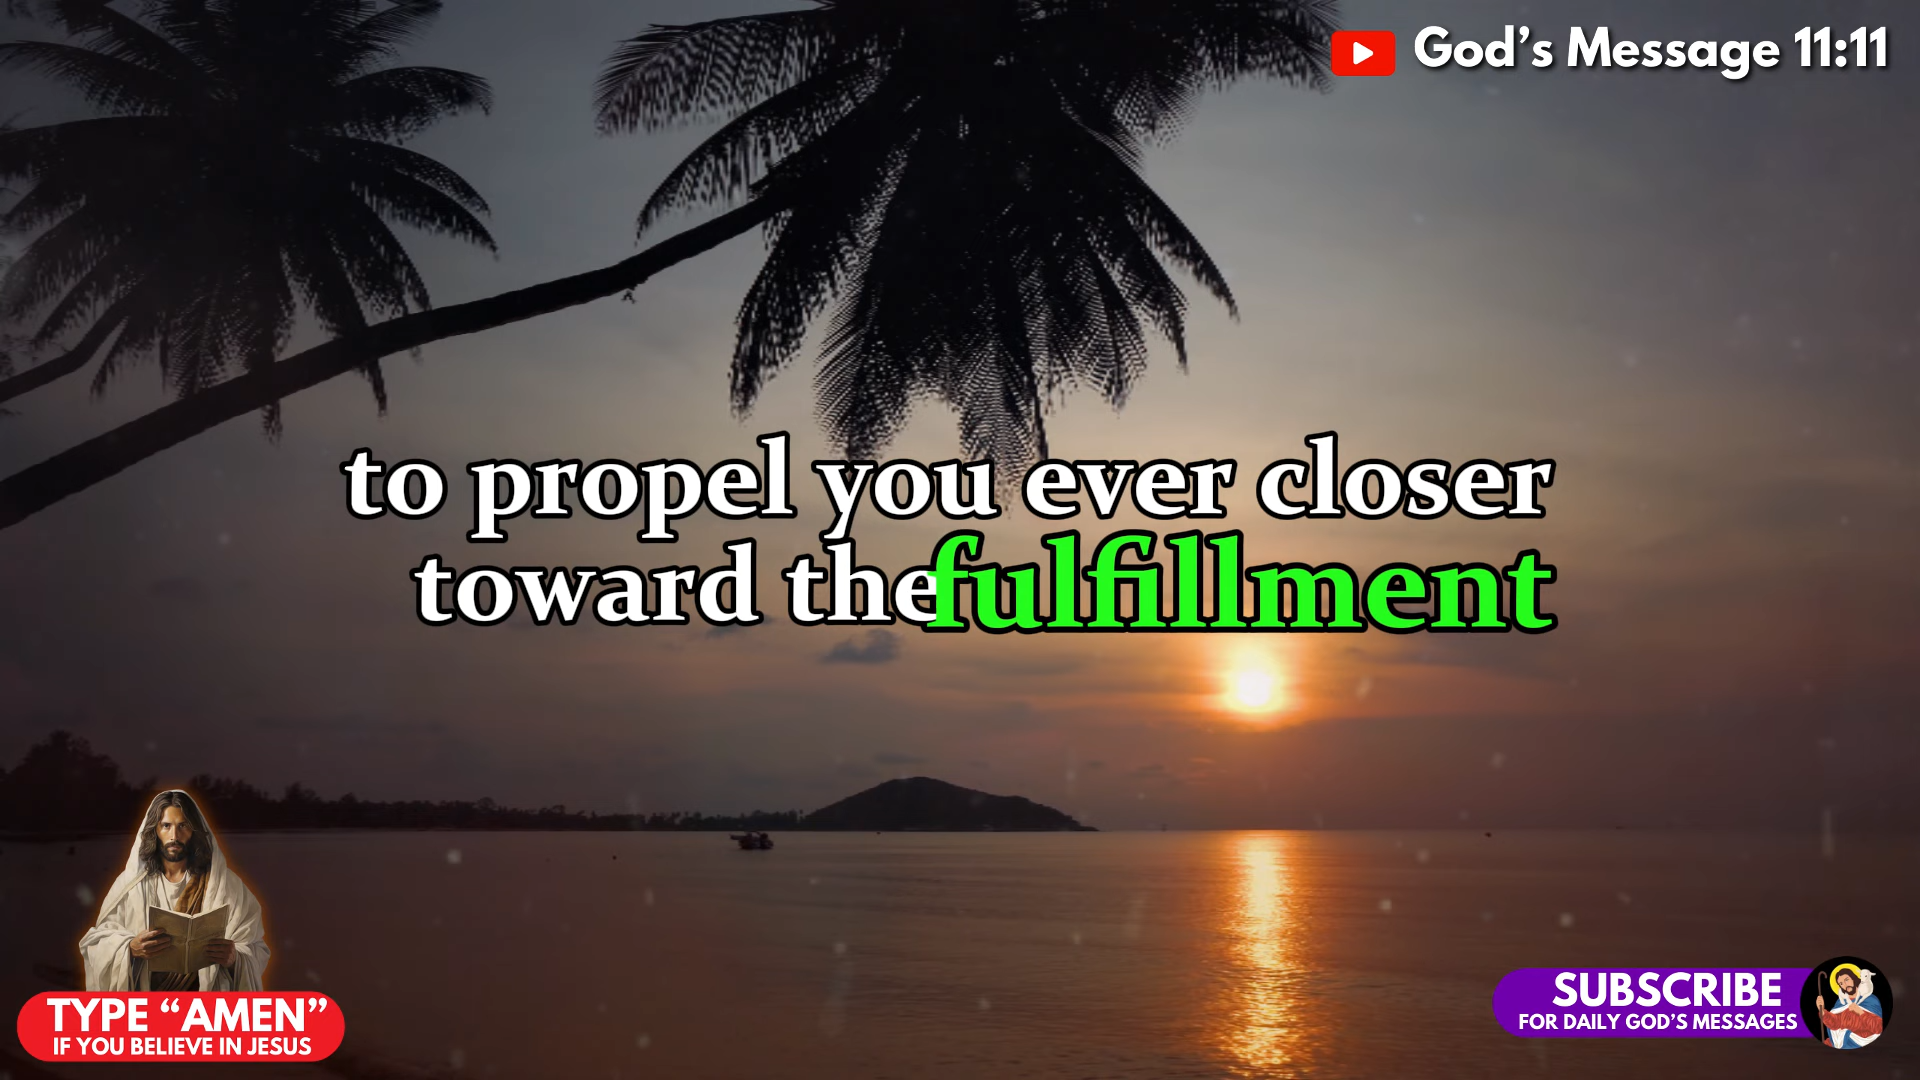 God’s Message 11:11
to propel you ever closer
toward the fulfillment
TYPE “AMEN”
IF YOU BELIEVE IN JESUS
SUBSCRIBE
FOR DAILY GOD’S MESSAGES